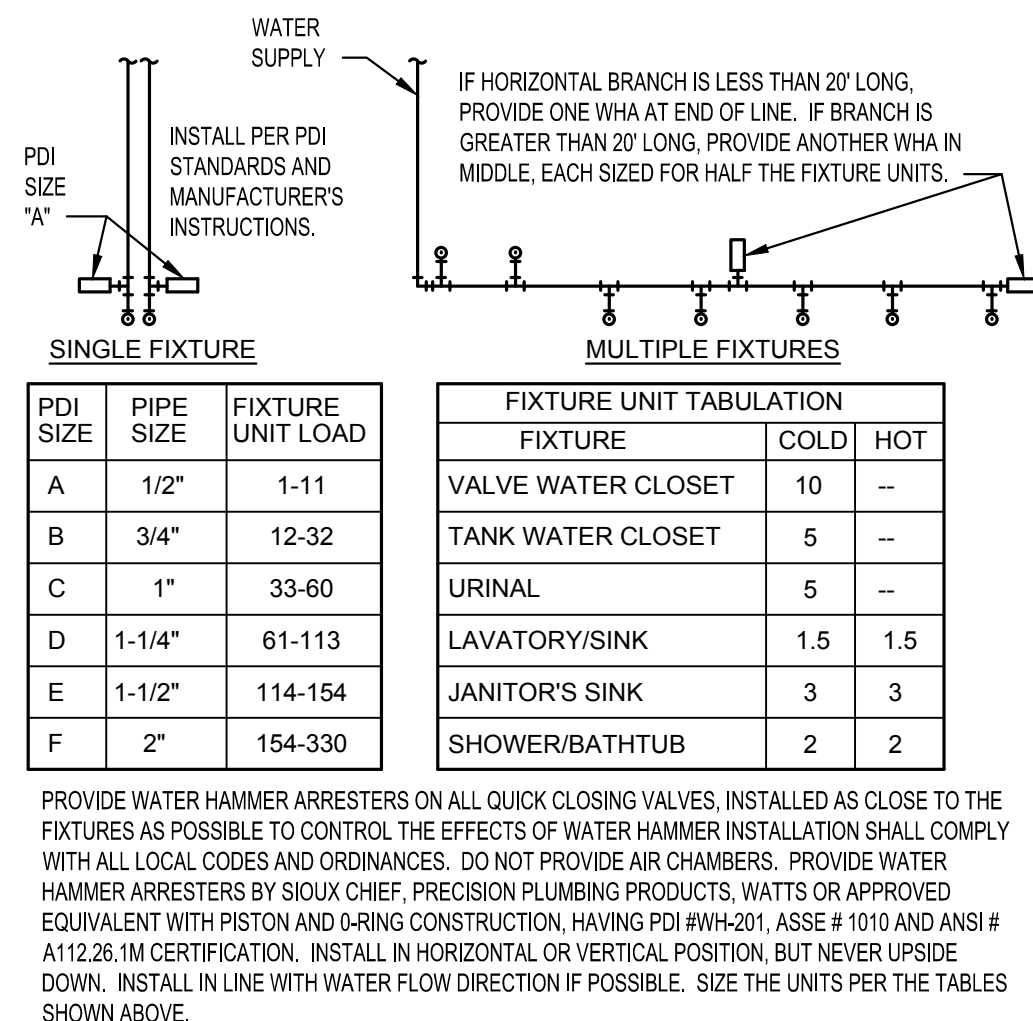 WATER
SUPPLY
IF HORIZONTAL BRANCH IS LESS THAN 20' LONG,
PROVIDE ONE WHA AT END OF LINE. IF BRANCH IS
GREATER THAN 20' LONG, PROVIDE ANOTHER WHA IN
MIDDLE, EACH SIZED FOR HALF THE FIXTURE UNITS.
PDI
SIZE
"A"
INSTALL PER PDI
STANDARDS AND
MANUFACTURER'S
INSTRUCTIONS.
SINGLE FIXTURE
MULTIPLE FIXTURES
PDI SIZE PIPE SIZE FIXTURE UNIT LOAD
A 1/2" 1-11
B 3/4" 12-32
C 1" 33-60
D 1-1/4" 61-113
E 1-1/2" 114-154
F 2" 154-330
FIXTURE UNIT TABULATION
FIXTURE COLD HOT
VALVE WATER CLOSET 10 --
TANK WATER CLOSET 5 --
URINAL 5 --
LAVATORY/SINK 1.5 1.5
JANITOR'S SINK 3 3
SHOWER/BATHTUB 2 2
PROVIDE WATER HAMMER ARRESTERS ON ALL QUICK CLOSING VALVES, INSTALLED AS CLOSE TO THE
FIXTURES AS POSSIBLE TO CONTROL THE EFFECTS OF WATER HAMMER INSTALLATION SHALL COMPLY
WITH ALL LOCAL CODES AND ORDINANCES. DO NOT PROVIDE AIR CHAMBERS. PROVIDE WATER
HAMMER ARRESTERS BY SIOUX CHIEF, PRECISION PLUMBING PRODUCTS, WATTS OR APPROVED
EQUIVALENT WITH PISTON AND 0-RING CONSTRUCTION, HAVING PDI #WH-201, ASSE # 1010 AND ANSI #
A112.26.1M CERTIFICATION. INSTALL IN HORIZONTAL OR VERTICAL POSITION, BUT NEVER UPSIDE
DOWN. INSTALL IN LINE WITH WATER FLOW DIRECTION IF POSSIBLE. SIZE THE UNITS PER THE TABLES
SHOWN ABOVE.